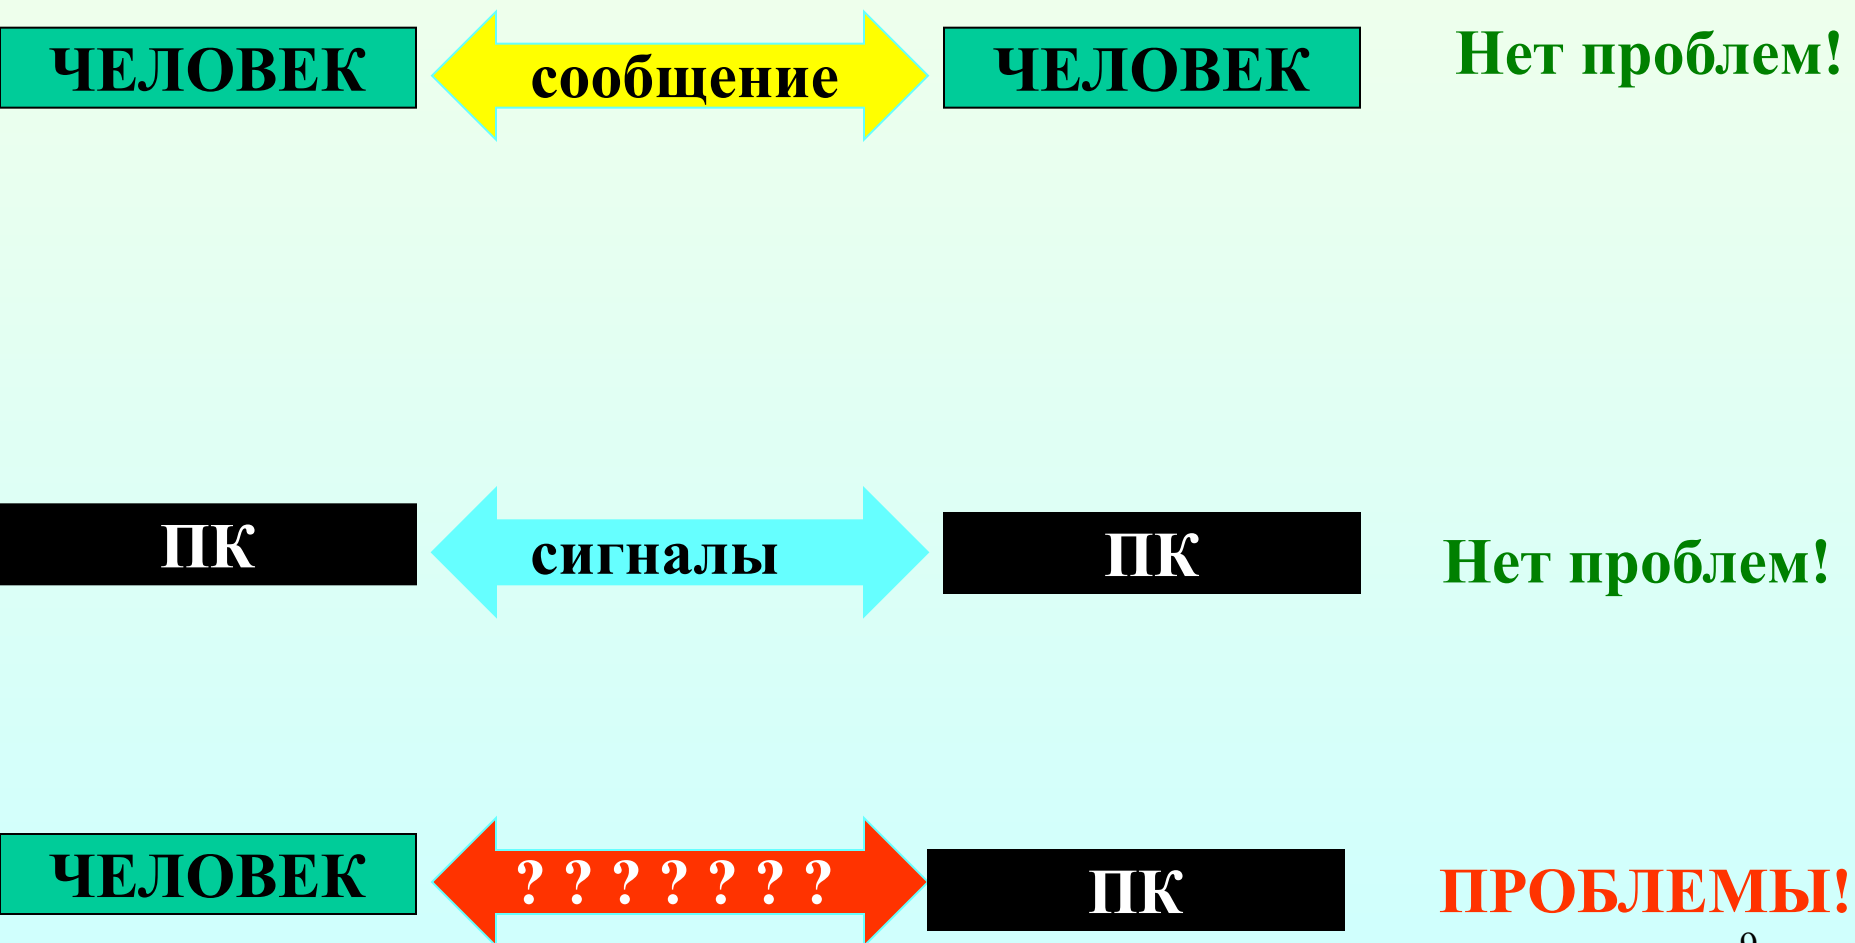 ЧЕЛОВЕК сообщение ЧЕЛОВЕК Нет проблем!
ПК сигналы ПК Нет проблем!
ЧЕЛОВЕК ? ? ? ? ? ? ? ПК ПРОБЛЕМЫ!